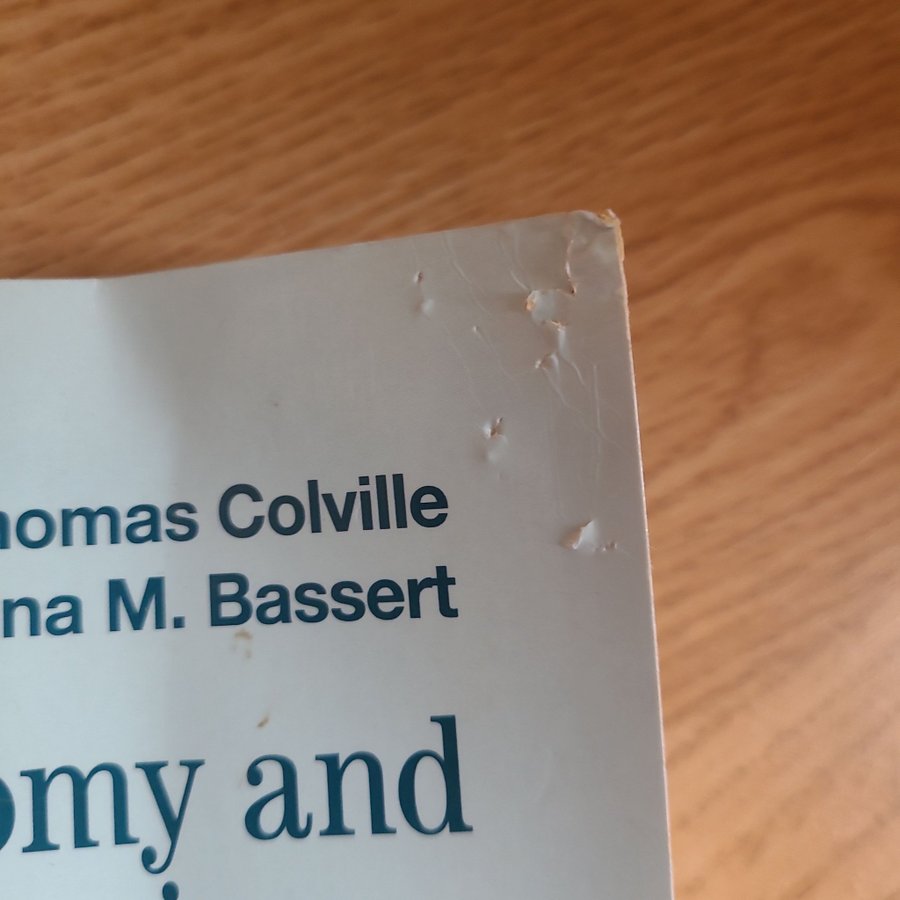 homas Colville
na M. Bassert
omy and